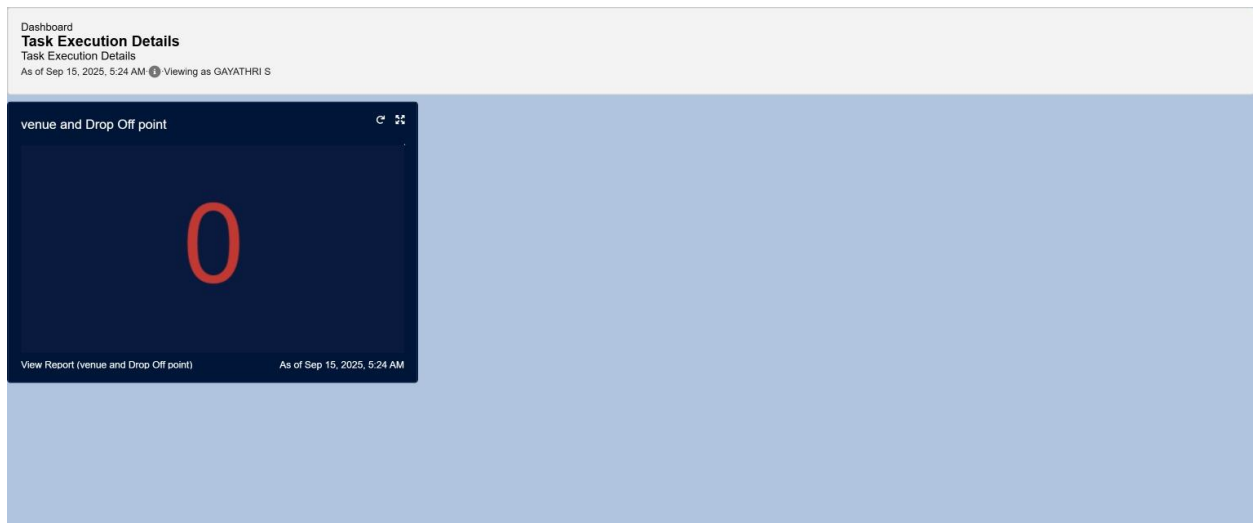 Dashboard
Task Execution Details
Task Execution Details
As of Sep 15, 2025, 5:24 AM·Viewing as GAYATHRI S
venue and Drop Off point
0
View Report (venue and Drop Off point)
As of Sep 15, 2025, 5:24 AM